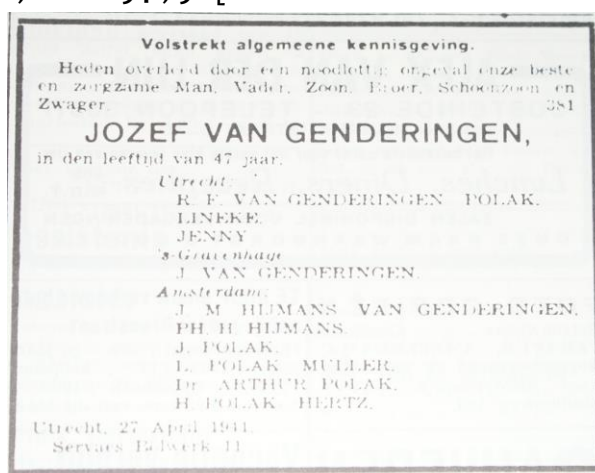 Volstrekt algemeene kennisgeving.
Heden overleed door een noodlottig ongeval onze beste
en zorgzame Man, Vader, Zoon, Broer, Schoonzoon en
Zwager. 381
JOZEF VAN GENDERINGEN,
in den leeftijd van 47 jaar.
Utrecht:
R. F. VAN GENDERINGEN POLAK.
LINEKE.
JENNY
's-Gravenhage
J. VAN GENDERINGEN.
Amsterdam:
J. M. HIJMANS VAN GENDERINGEN.
PH. H. HIJMANS.
J. POLAK.
L. POLAK MULLER.
Dr. ARTHUR POLAK.
H. POLAK HERTZ.
Utrecht, 27 April 1941.
Servaes Bolwerk 11